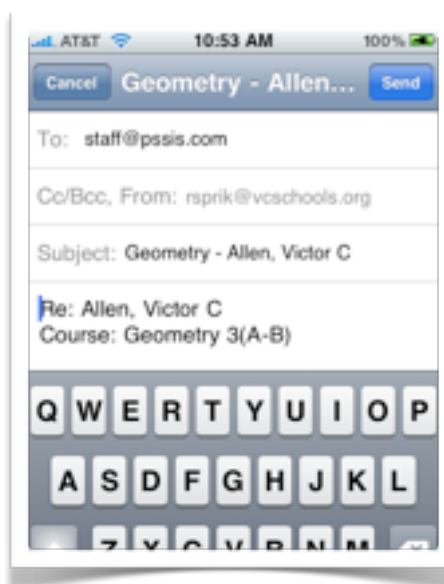 AT&T 10:53 AM 100%
Cancel Geometry - Allen... Send
To: staff@pssis.com
Cc/Bcc, From: rsprik@vcschools.org
Subject: Geometry - Allen, Victor C
Re: Allen, Victor C
Course: Geometry 3(A-B)
Q W E R T Y U I O P
A S D F G H J K L
Z X C V B N M